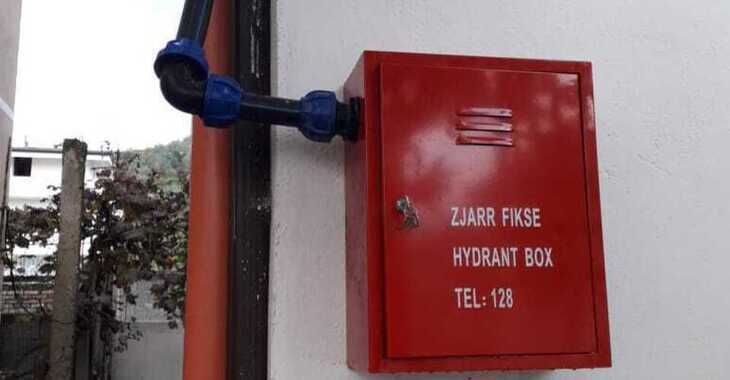 ZJARR FIKSE
HYDRANT BOX
TEL: 128